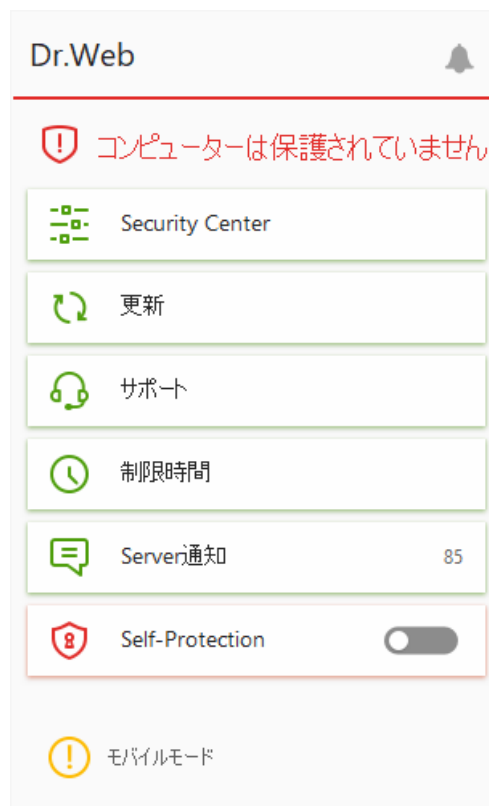 Dr.Web
コンピューターは保護されていません
Security Center
更新
サポート
制限時間
Server通知 85
Self-Protection
モバイルモード